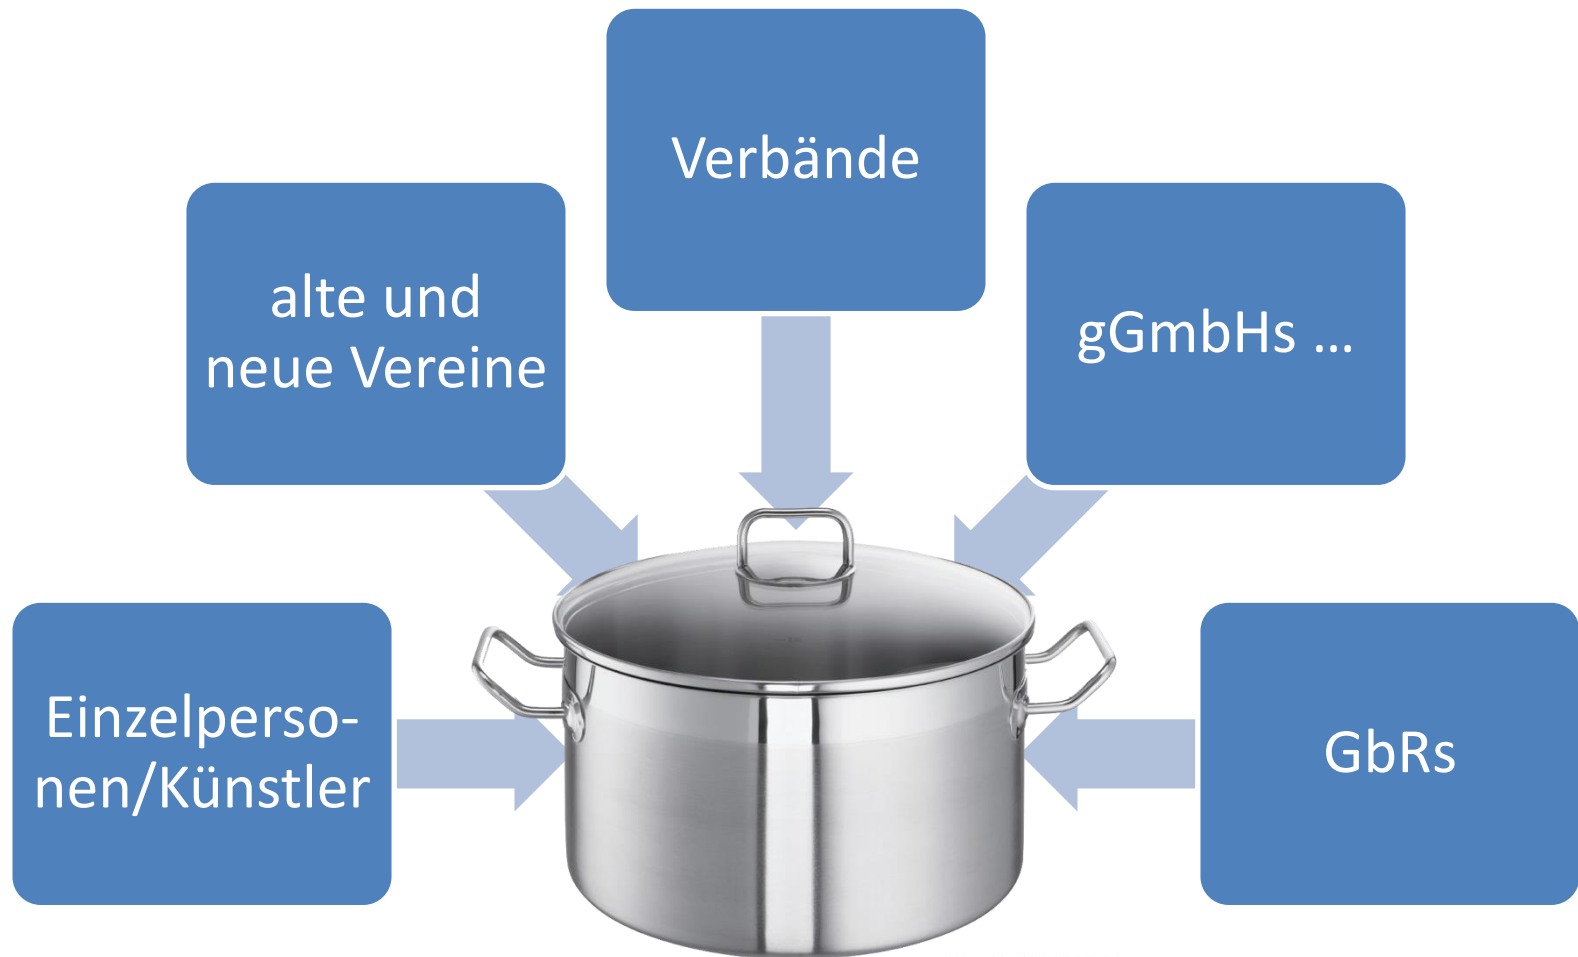 Verbände
alte und
neue Vereine
gGmbHs ...
Einzelperso-
nen/Künstler
GbRs